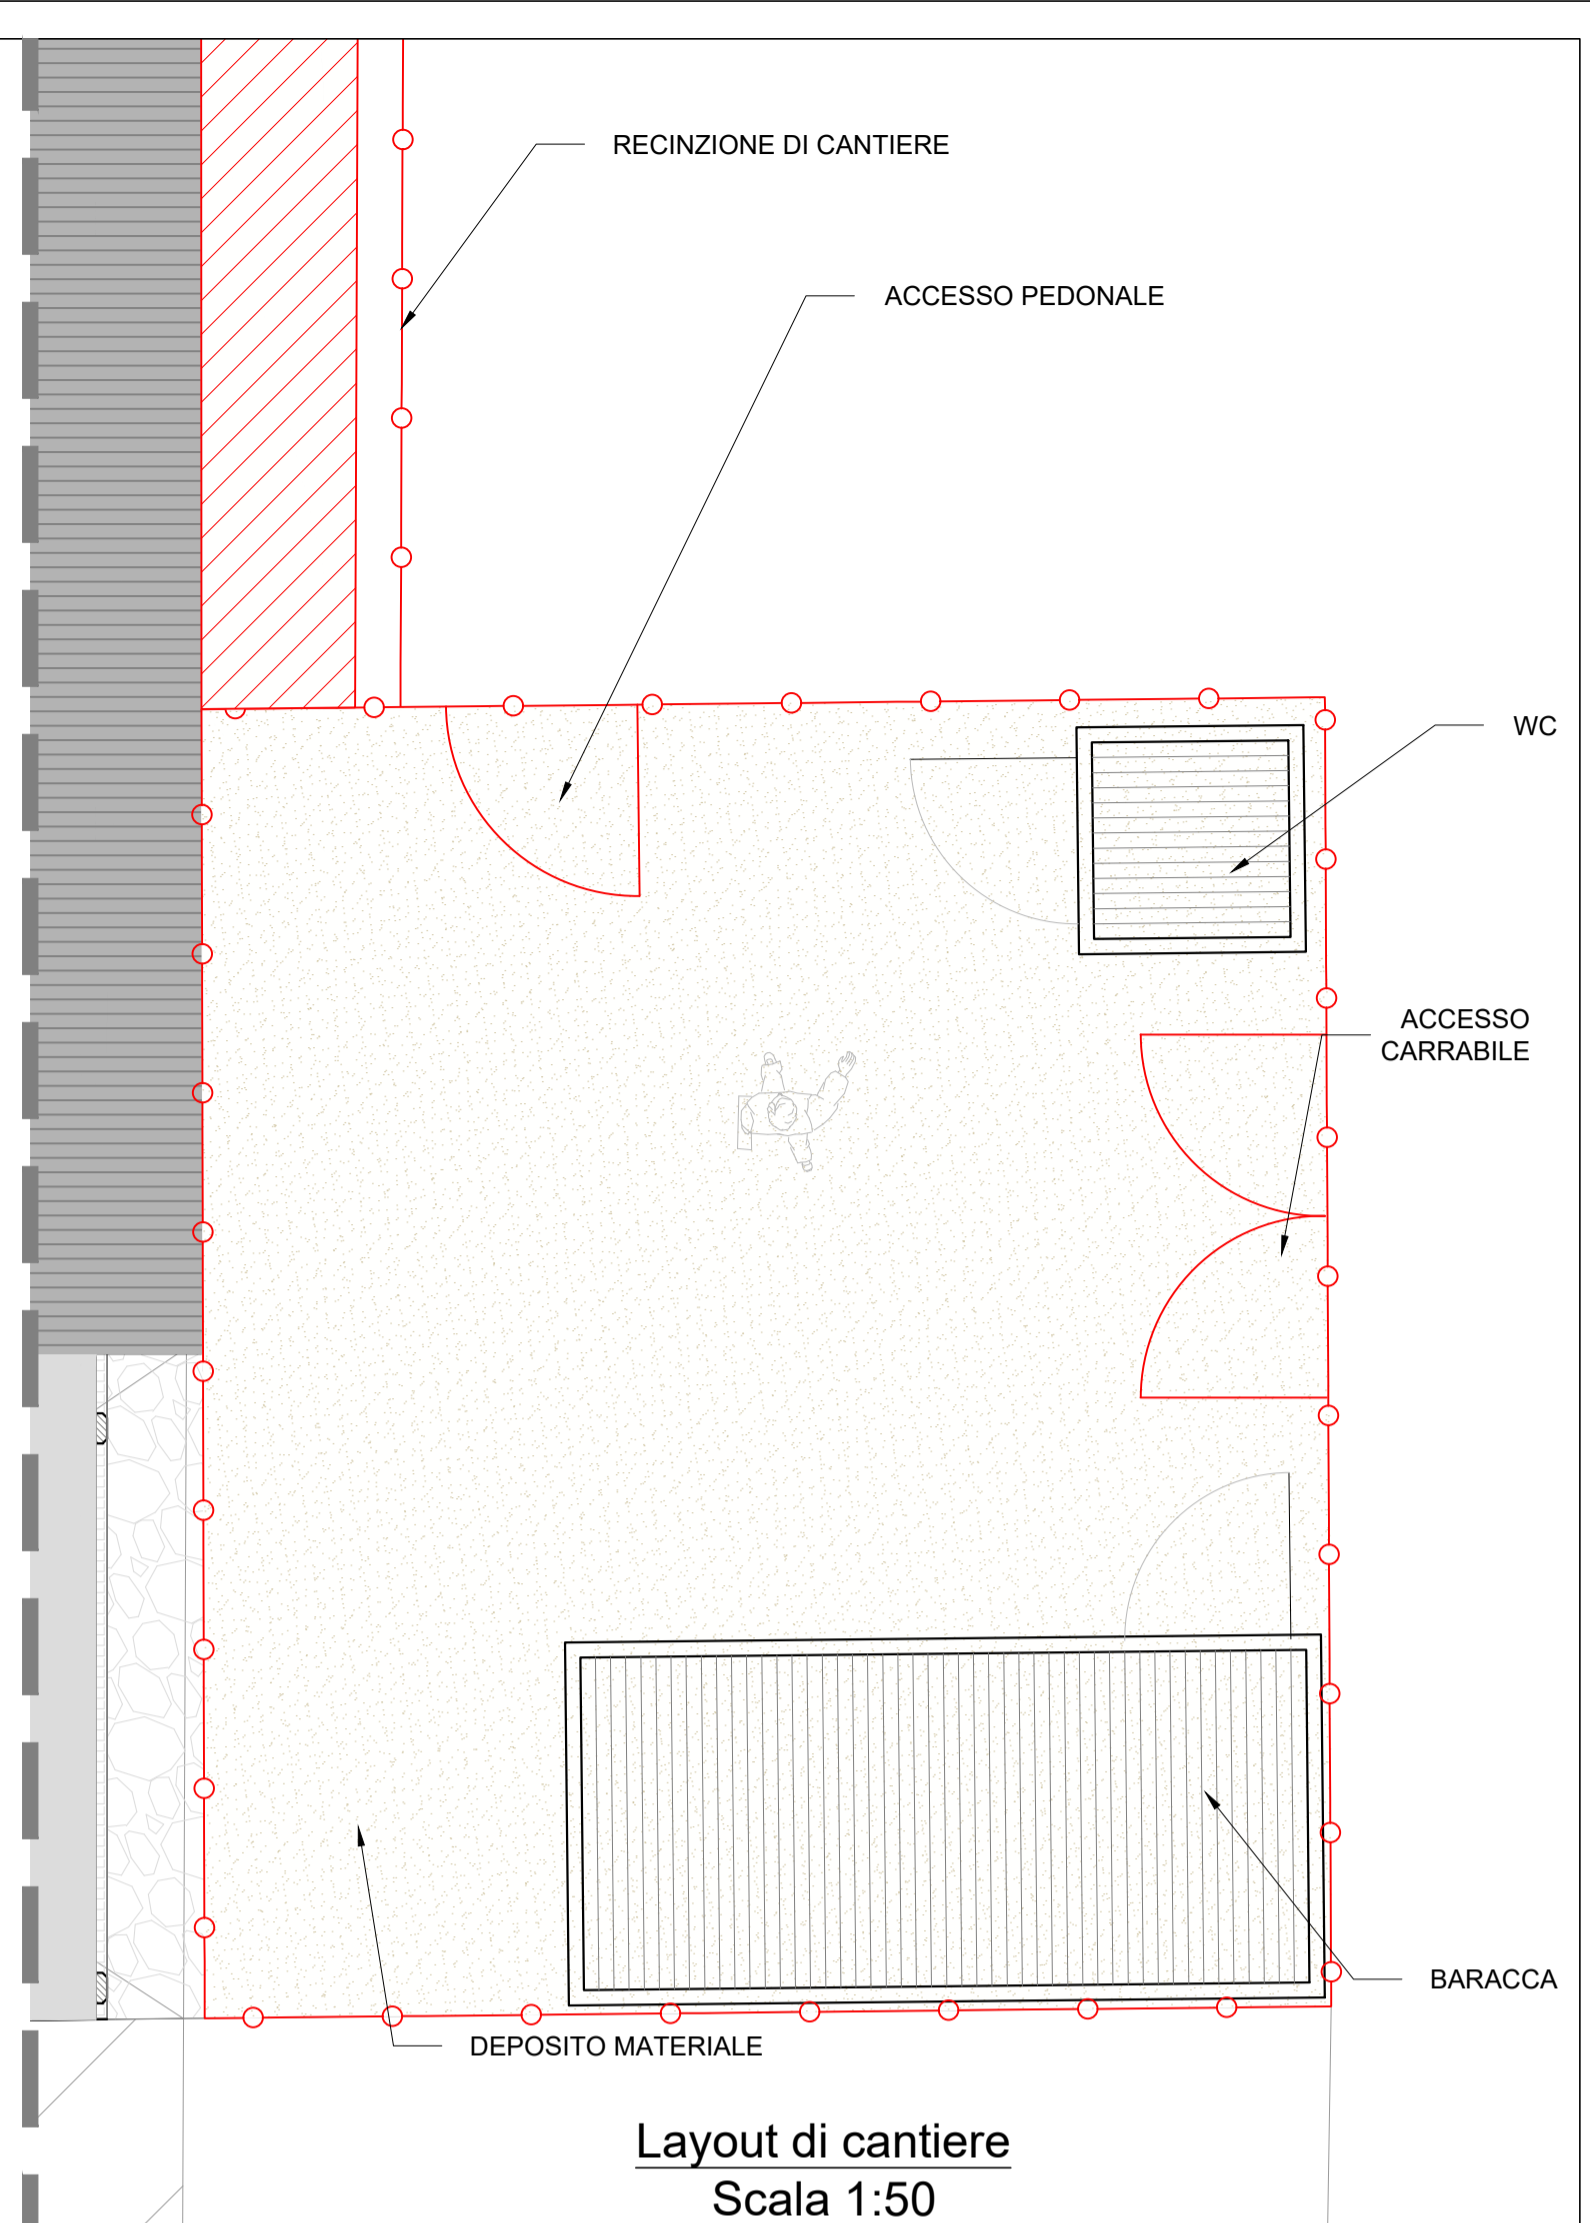 RECINZIONE DI CANTIERE
ACCESSO PEDONALE
WC
ACCESSO
CARRABILE
BARACCA
DEPOSITO MATERIALE
Layout di cantiere
Scala 1:50